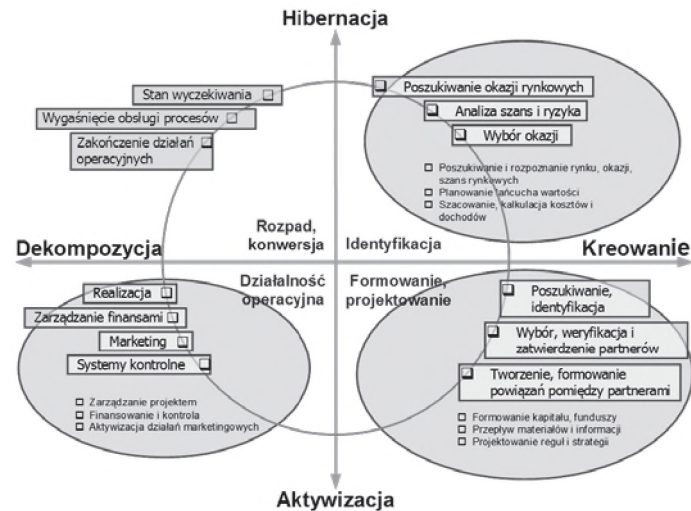 Hibernacja
Stan wyczekiwania
Wygaśnięcie obsługi procesów
Zakończenie działań
operacyjnych
Poszukiwanie okazji rynkowych
Analiza szans i ryzyka
Wybór okazji
Poszukiwanie i rozpoznanie rynku, okazji,
szans rynkowych
Planowanie łańcucha wartości
Szacowanie, kalkulacja kosztów i
dochodów
Rozpad,
konwersja
Identyfikacja
Dekompozycja
Kreowanie
Działalność
operacyjna
Formowanie,
projektowanie
Realizacja
Zarządzanie finansami
Marketing
Systemy kontrolne
Zarządzanie projektem
Finansowanie i kontrola
Aktywizacja działań marketingowych
Poszukiwanie,
identyfikacja
Wybór, weryfikacja i
zatwierdzenie partnerów
Tworzenie, formowanie
powiązań pomiędzy partnerami
Formowanie kapitału, funduszy
Przepływ materiałów i informacji
Projektowanie reguł i strategii
Aktywizacja